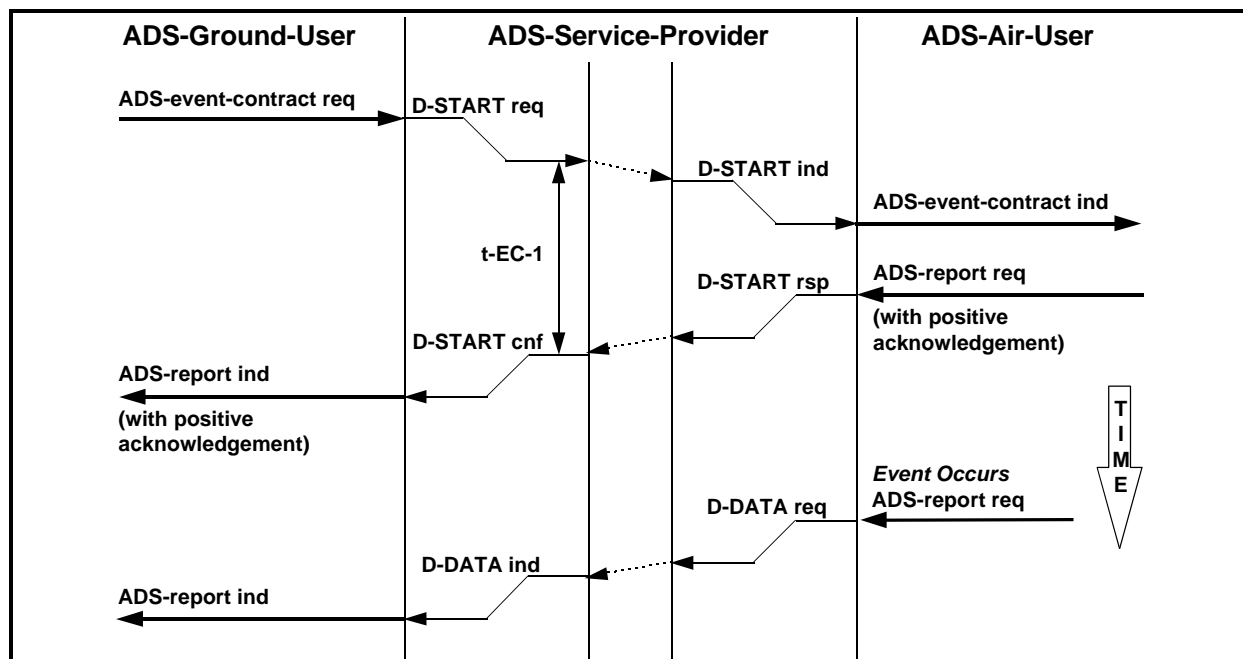 ADS-Ground-User
ADS-Service-Provider
ADS-Air-User
ADS-event-contract req
D-START req
D-START ind
ADS-event-contract ind
t-EC-1
D-START rsp
ADS-report req
(with positive
acknowledgement)
D-START cnf
ADS-report ind
(with positive
acknowledgement)
T
I
M
E
Event Occurs
ADS-report req
D-DATA req
D-DATA ind
ADS-report ind